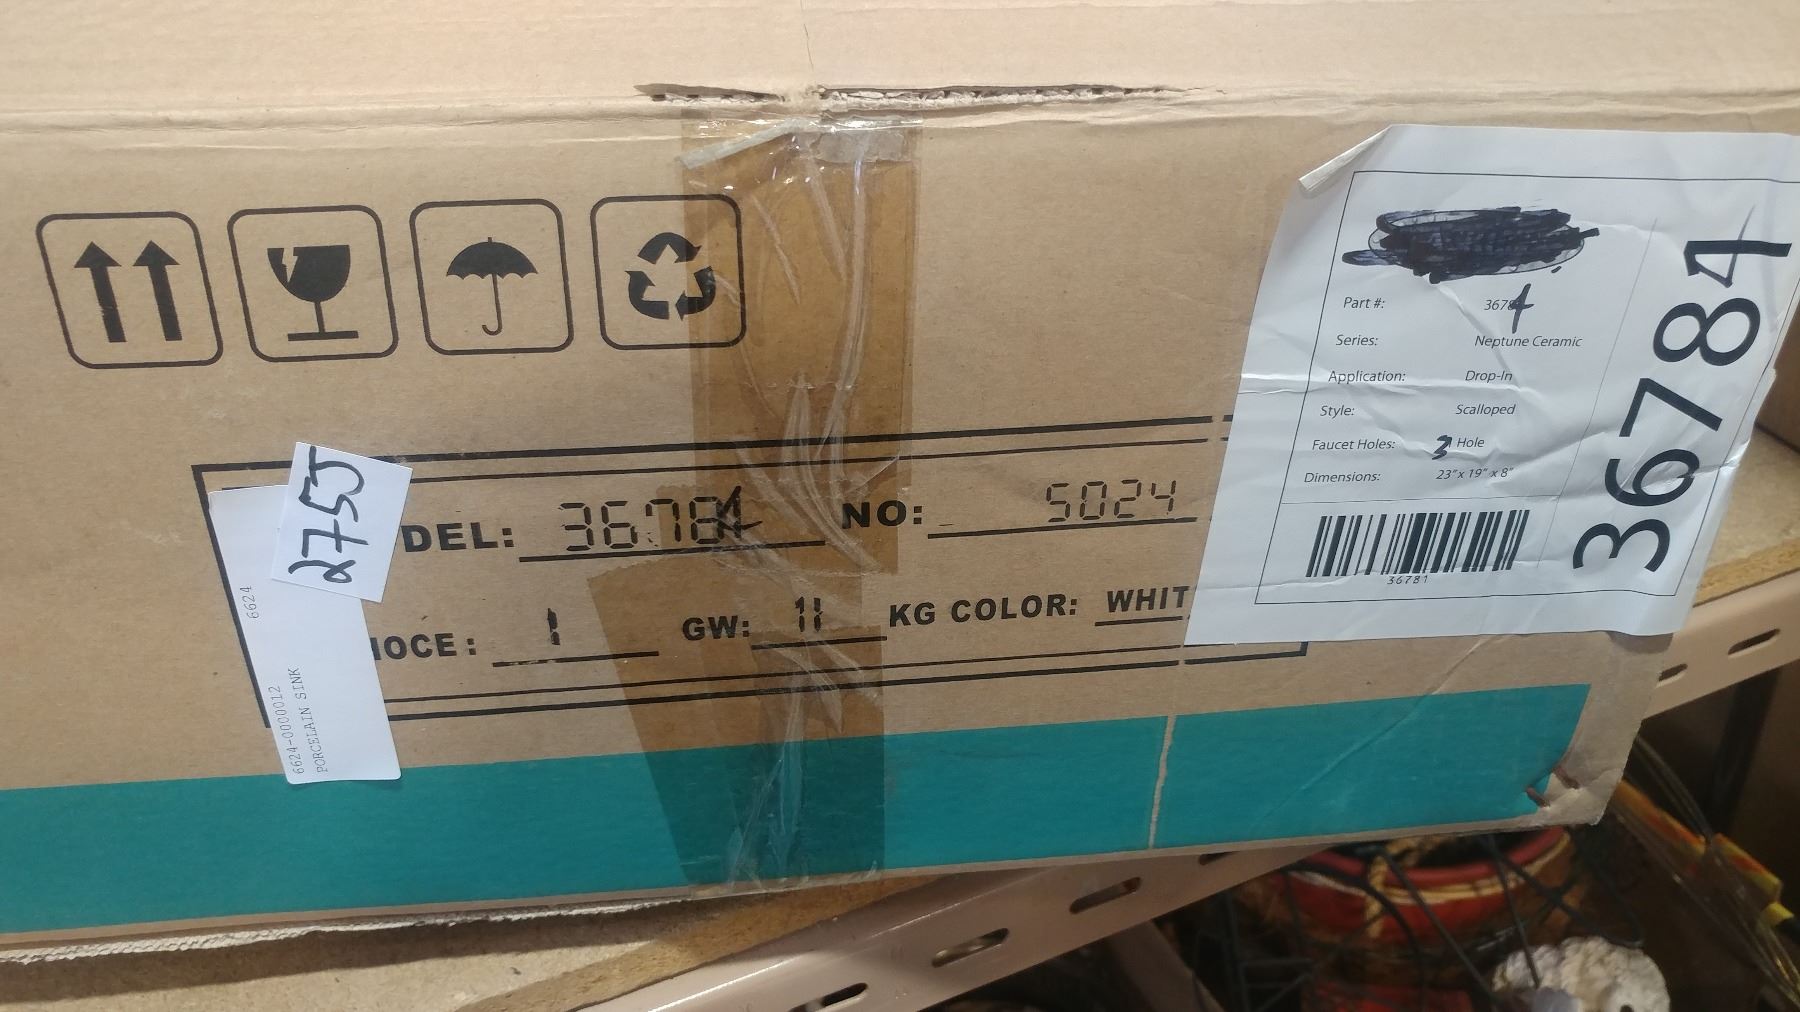 2755
6624
6624-0000012
PORCELAIN SINK
DEL: 36784 NO: 5024
OCE: 1 GW: 11 KG COLOR: WHIT
Part #: 36784
Series: Neptune Ceramic
Application: Drop-In
Style: Scalloped
Faucet Holes: 3 Hole
Dimensions: 23" x 19" x 8"
36781
36784